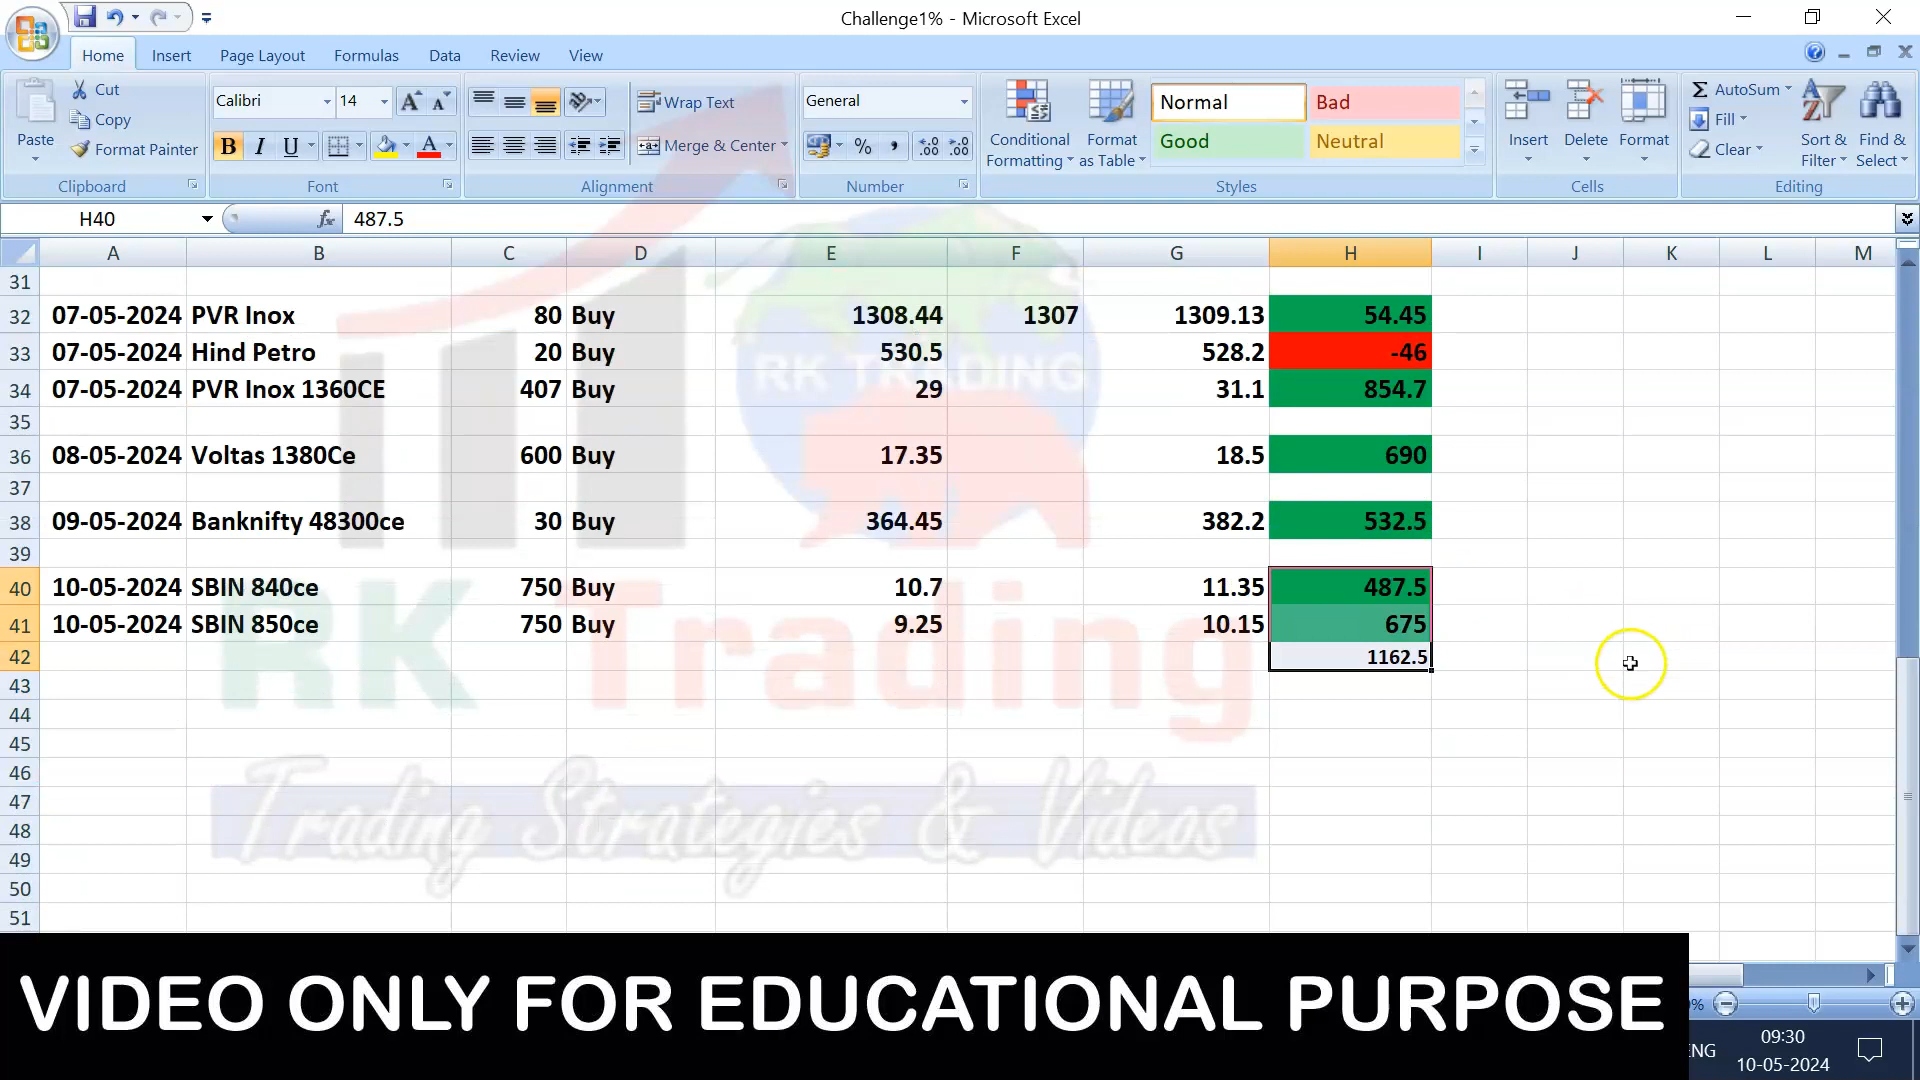 Challenge1% - Microsoft Excel
Home Insert Page Layout Formulas Data Review View
Paste
Cut
Copy
Format Painter
Clipboard
Calibri 14
B I U
Font
Wrap Text
Merge & Center
Alignment
General
% ,
Number
Conditional Formatting
Format as Table
Normal Bad
Good Neutral
Styles
Insert Delete Format
Cells
AutoSum
Fill
Clear
Sort & Filter
Find & Select
Editing
H40 fx 487.5
A B C D E F G H I J K L M
31
32 07-05-2024 PVR Inox 80 Buy 1308.44 1307 1309.13 54.45
33 07-05-2024 Hind Petro 20 Buy 530.5 528.2 -46
34 07-05-2024 PVR Inox 1360CE 407 Buy 29 31.1 854.7
35
36 08-05-2024 Voltas 1380Ce 600 Buy 17.35 18.5 690
37
38 09-05-2024 Banknifty 48300ce 30 Buy 364.45 382.2 532.5
39
40 10-05-2024 SBIN 840ce 750 Buy 10.7 11.35 487.5
41 10-05-2024 SBIN 850ce 750 Buy 9.25 10.15 675
42 1162.5
43
44
45
46
47
48
49
50
51
RK TRADING
RK Trading
Trading Strategies & Videos
VIDEO ONLY FOR EDUCATIONAL PURPOSE
ENG
09:30
10-05-2024